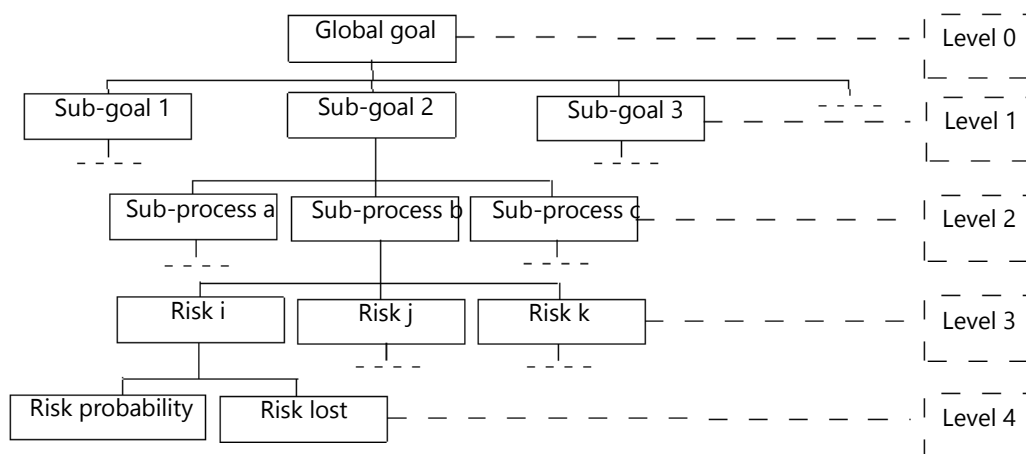 Global goal
Level 0
Sub-goal 1
Sub-goal 2
Sub-goal 3
Level 1
Sub-process a
Sub-process b
Sub-process c
Level 2
Risk i
Risk j
Risk k
Level 3
Risk probability
Risk lost
Level 4